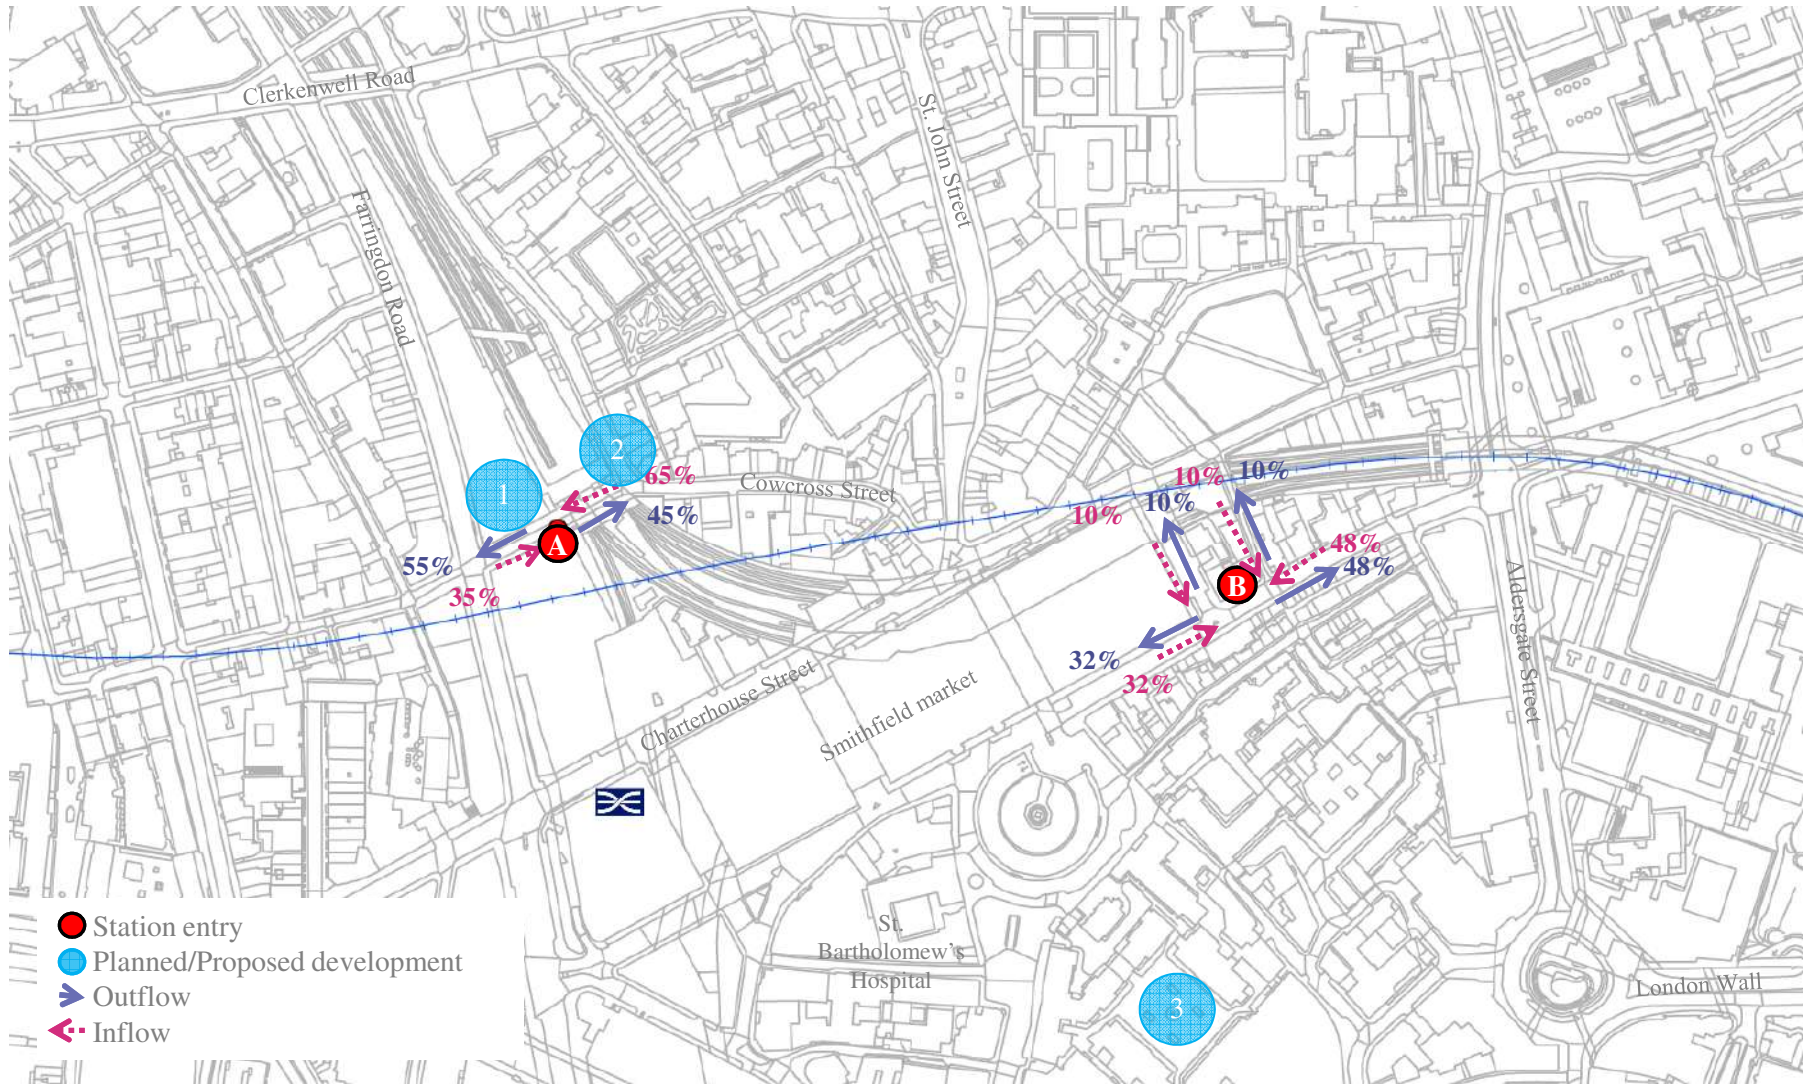 Clerkenwell Road
St. John Street
Farringdon Road
2
65%
1
Cowcross Street
45%
A
55%
35%
10%
10%
10%
10%
48%
48%
B
32%
32%
Aldersgate Street
Charterhouse Street
Smithfield market
St.
Bartholomew's
Hospital
3
London Wall
Station entry
Planned/Proposed development
Outflow
Inflow